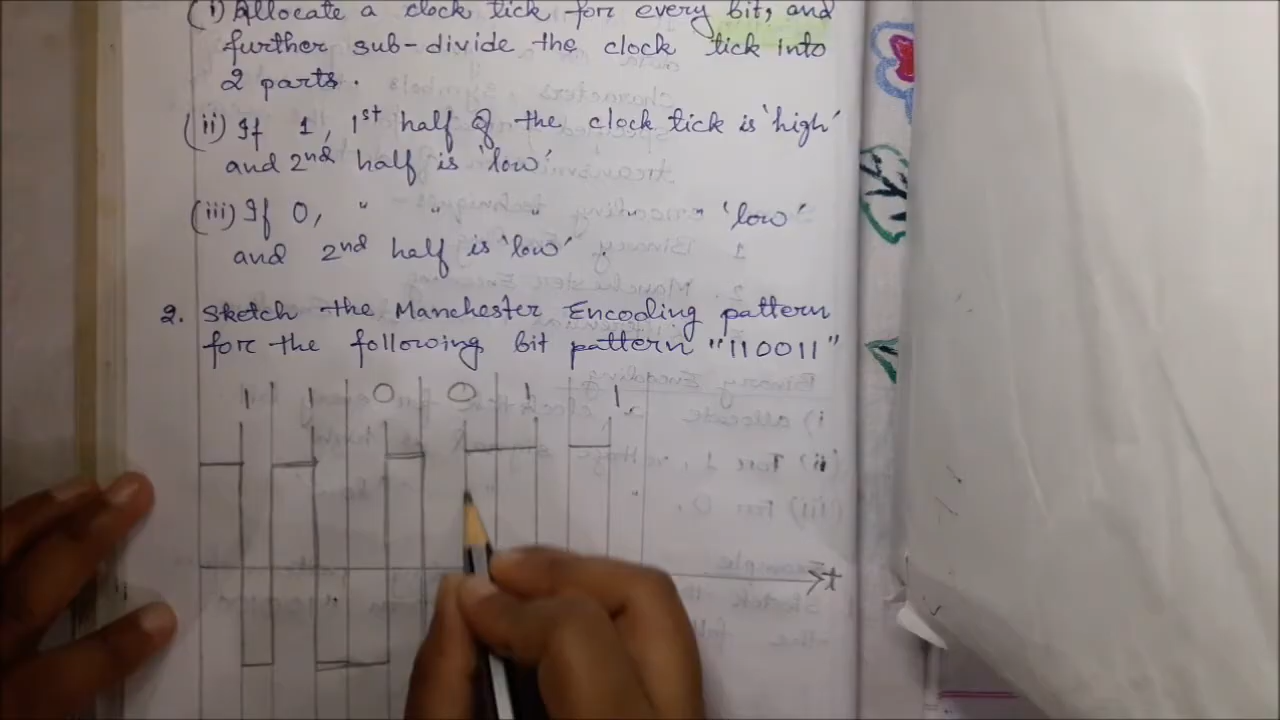 (i) Allocate a clock tick for every bit, and
further sub-divide the clock tick into
2 parts.
(ii) If 1, 1st half of the clock tick is 'high'
and 2nd half is 'low'
(iii) If 0, " " " " 'low'
and 2nd half is 'low'.
2. Sketch the Manchester Encoding pattern
for the following bit pattern "110011"
1 1 0 0 1 1
t